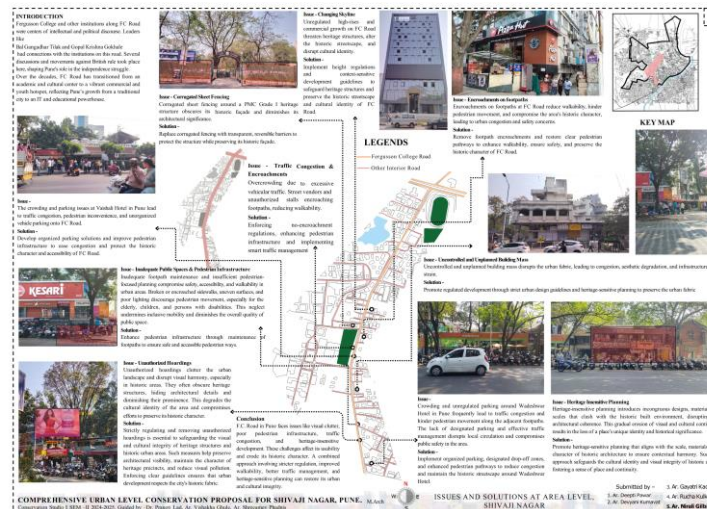 INTRODUCTION
Fergusson College and other institutions along FC Road
were centers of intellectual and political discourse. Leaders
like
Bal Gangadhar Tilak and Gopal Krishna Gokhale
had connections with the institutions on this road. Several
discussions and movements against British rule took place
here, shaping Pune's role in the independence struggle.
Over the decades, FC Road has transitioned from an
academic and cultural center to a vibrant commercial and
youth hotspot, reflecting Pune's growth from a traditional
city to an IT and educational powerhouse.
Issue - Corrugated Sheet Fencing
Corrugated sheet fencing around a PMC Grade I heritage
structure obscures its historic façade and diminishes its
architectural significance.
Solution -
Replace corrugated fencing with transparent, reversible barriers to
protect the structure while preserving its historic façade.
Issue - Changing Skyline
Unregulated high-rises and
commercial growth on FC Road
threaten heritage structures, alter
the historic streetscape, and
disrupt cultural identity.
Solution -
Implement height regulations
and context-sensitive
development guidelines to
safeguard heritage structures and
preserve the historic streetscape
and cultural identity of FC
Road.
Pizza Hut
Issue - Encroachments on footpaths
Encroachments on footpaths at FC Road reduce walkability, hinder
pedestrian movement, and compromise the area's historic character,
leading to urban congestion and safety concerns.
Solution -
Remove footpath encroachments and restore clear pedestrian
pathways to enhance walkability, ensure safety, and preserve the
historic character of FC Road.
KEY MAP
LEGENDS
Fergusson College Road
Other Interior Road
Issue - Traffic Congestion &
Encroachments
Overcrowding due to excessive
vehicular traffic. Street vendors and
unauthorized stalls encroaching
footpaths, reducing walkability.
Solution -
Enforcing no-encroachment
regulations, enhancing pedestrian
infrastructure and implementing
smart traffic management
Issue -
The crowding and parking issues at Vaishali Hotel in Pune lead
to traffic congestion, pedestrian inconvenience, and unorganized
vehicle parking onto FC Road.
Solution -
Develop organized parking solutions and improve pedestrian
infrastructure to ease congestion and protect the historic
character and accessibility of FC Road.
Issue - Uncontrolled and Unplanned Building Mass
Uncontrolled and unplanned building mass disrupts the urban fabric, leading to congestion, aesthetic degradation, and infrastructure
strain.
Solution -
Promote regulated development through strict urban design guidelines and heritage-sensitive planning to preserve the urban fabric
KESARI
Issue - Inadequate Public Spaces & Pedestrian Infrastructure
Inadequate footpath maintenance and insufficient pedestrian-
focused planning compromise safety, accessibility, and walkability in
urban areas. Broken or encroached sidewalks, uneven surfaces, and
poor lighting discourage pedestrian movement, especially for the
elderly, children, and persons with disabilities. This neglect
undermines inclusive mobility and diminishes the overall quality of
public space.
Solution -
Enhance pedestrian infrastructure through maintenance of
footpaths to ensure safe and accessible pedestrian ways.
Issue - Unauthorized Hoardings
Unauthorized hoardings clutter the urban
landscape and disrupt visual harmony, especially
in historic areas. They often obscure heritage
structures, hiding architectural details and
diminishing their prominence. This degrades the
cultural identity of the area and compromises
efforts to preserve its historic character.
Solution -
Strictly regulating and removing unauthorized
hoardings is essential to safeguarding the visual
and cultural integrity of heritage structures and
historic urban areas. Such measures help preserve
architectural visibility, maintain the character of
heritage precincts, and reduce visual pollution.
Enforcing clear guidelines ensures that urban
development respects the city's historic fabric.
Conclusion
F.C. Road in Pune faces issues like visual clutter,
poor pedestrian infrastructure, traffic
congestion, and heritage-insensitive
development. These challenges affect its usability
and erode its historic character. A combined
approach involving stricter regulation, improved
walkability, better traffic management, and
heritage-sensitive planning can restore its urban
and cultural integrity.
Issue -
Crowding and unregulated parking around Wadeshwar
Hotel in Pune frequently lead to traffic congestion and
hinder pedestrian movement along the adjacent footpaths.
The lack of designated parking and effective traffic
management disrupt local circulation and compromises
public safety in the area.
Solution -
Implement organized parking, designated drop-off zones,
and enhanced pedestrian pathways to reduce congestion
and maintain the historic streetscape around Wadeshwar
Hotel.
Issue - Heritage-Insensitive Planning
Heritage-insensitive planning introduces incongruous designs, materials
scales that clash with the historic built environment, disrupting
architectural coherence. This gradual erosion of visual and cultural
results in the loss of a place's unique identity and historical significance.
Solution -
Promote heritage-sensitive planning that aligns with the scale, materials
character of historic architecture to ensure contextual harmony.
approach safeguards the cultural identity and visual integrity of historic
fostering a sense of place and continuity.
COMPREHENSIVE URBAN LEVEL CONSERVATION PROPOSAL FOR SHIVAJI NAGAR, PUNE.
M.Arch
Conservation Studio I SEM - II 2024-2025
W
E
ISSUES AND SOLUTIONS AT AREA LEVEL,
SHIVAJI NAGAR
Submitted by –
1. Ar. Deepti Pawar
2. Ar. Devyani Kumavat
3. Ar. Gayatri
4. Ar. Rucha
5. Ar. Niral